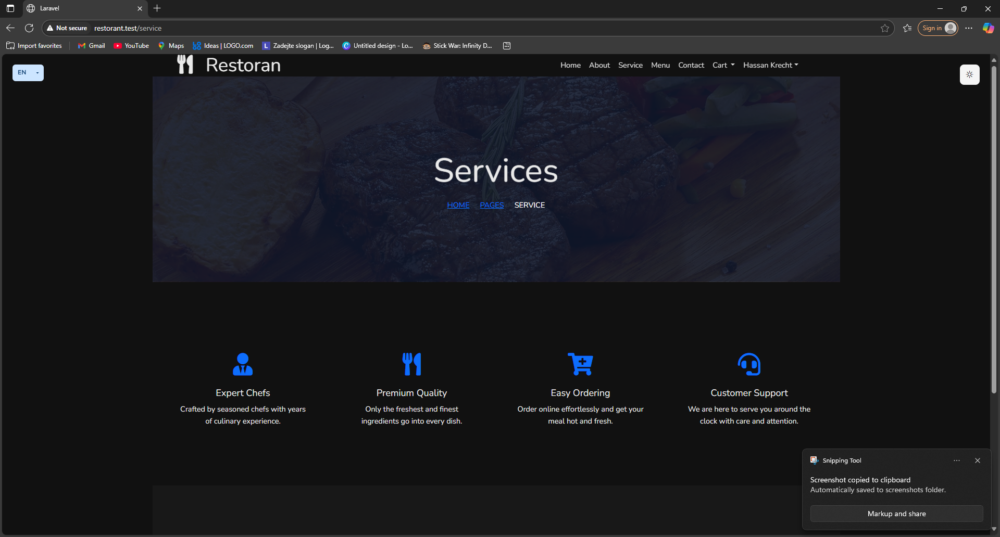 Laravel
Not secure restorant.test/service
Sign in
Import favorites Gmail YouTube Maps Ideas | LOGO.com Zadejte slogan | Log... Untitled design - Lo... Stick War: Infinity D...
EN
Restoran
Home About Service Menu Contact Cart Hassan Krecht
Services
HOME PAGES SERVICE
Expert Chefs
Crafted by seasoned chefs with years
of culinary experience.
Premium Quality
Only the freshest and finest
ingredients go into every dish.
Easy Ordering
Order online effortlessly and get your
meal hot and fresh.
Customer Support
We are here to serve you around the
clock with care and attention.
Snipping Tool
Screenshot copied to clipboard
Automatically saved to screenshots folder.
Markup and share